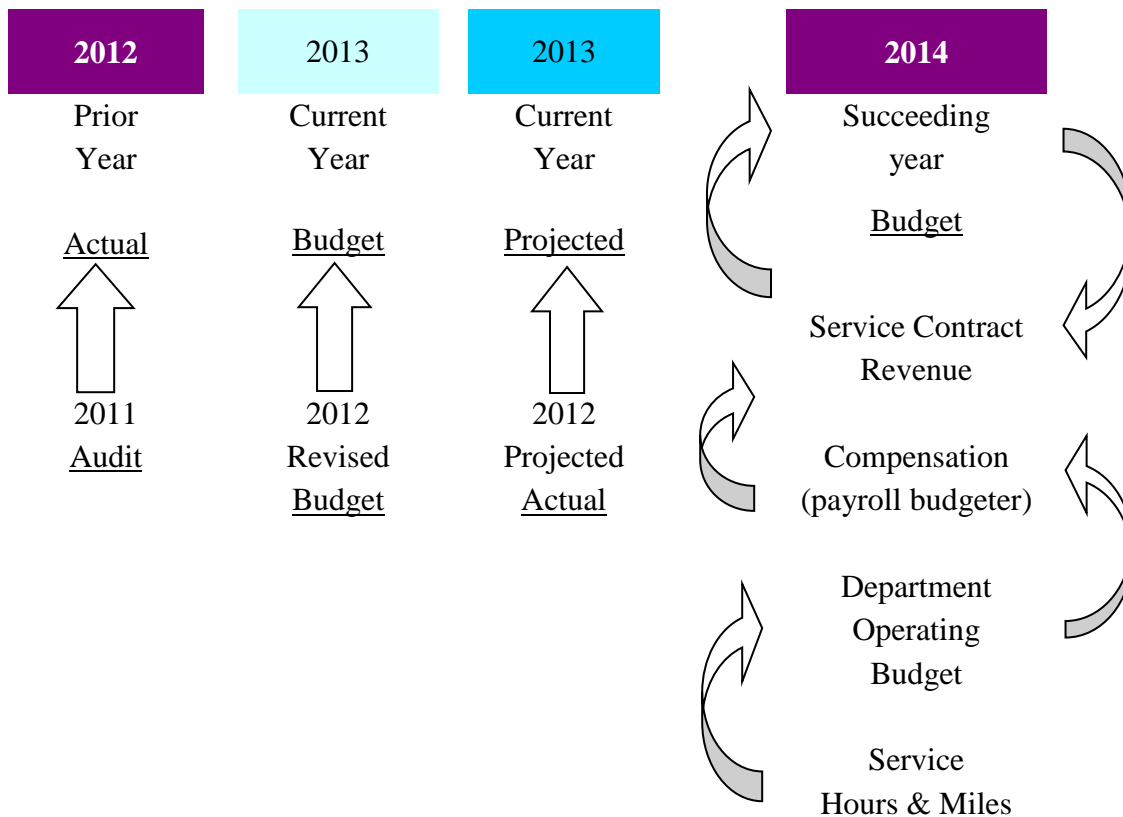 2012
Prior
Year
Actual
2011
Audit
2013
Current
Year
Budget
2012
Revised
Budget
2013
Current
Year
Projected
2012
Projected
Actual
2014
Succeeding
year
Budget
Service Contract
Revenue
Compensation
(payroll budgeter)
Department
Operating
Budget
Service
Hours & Miles